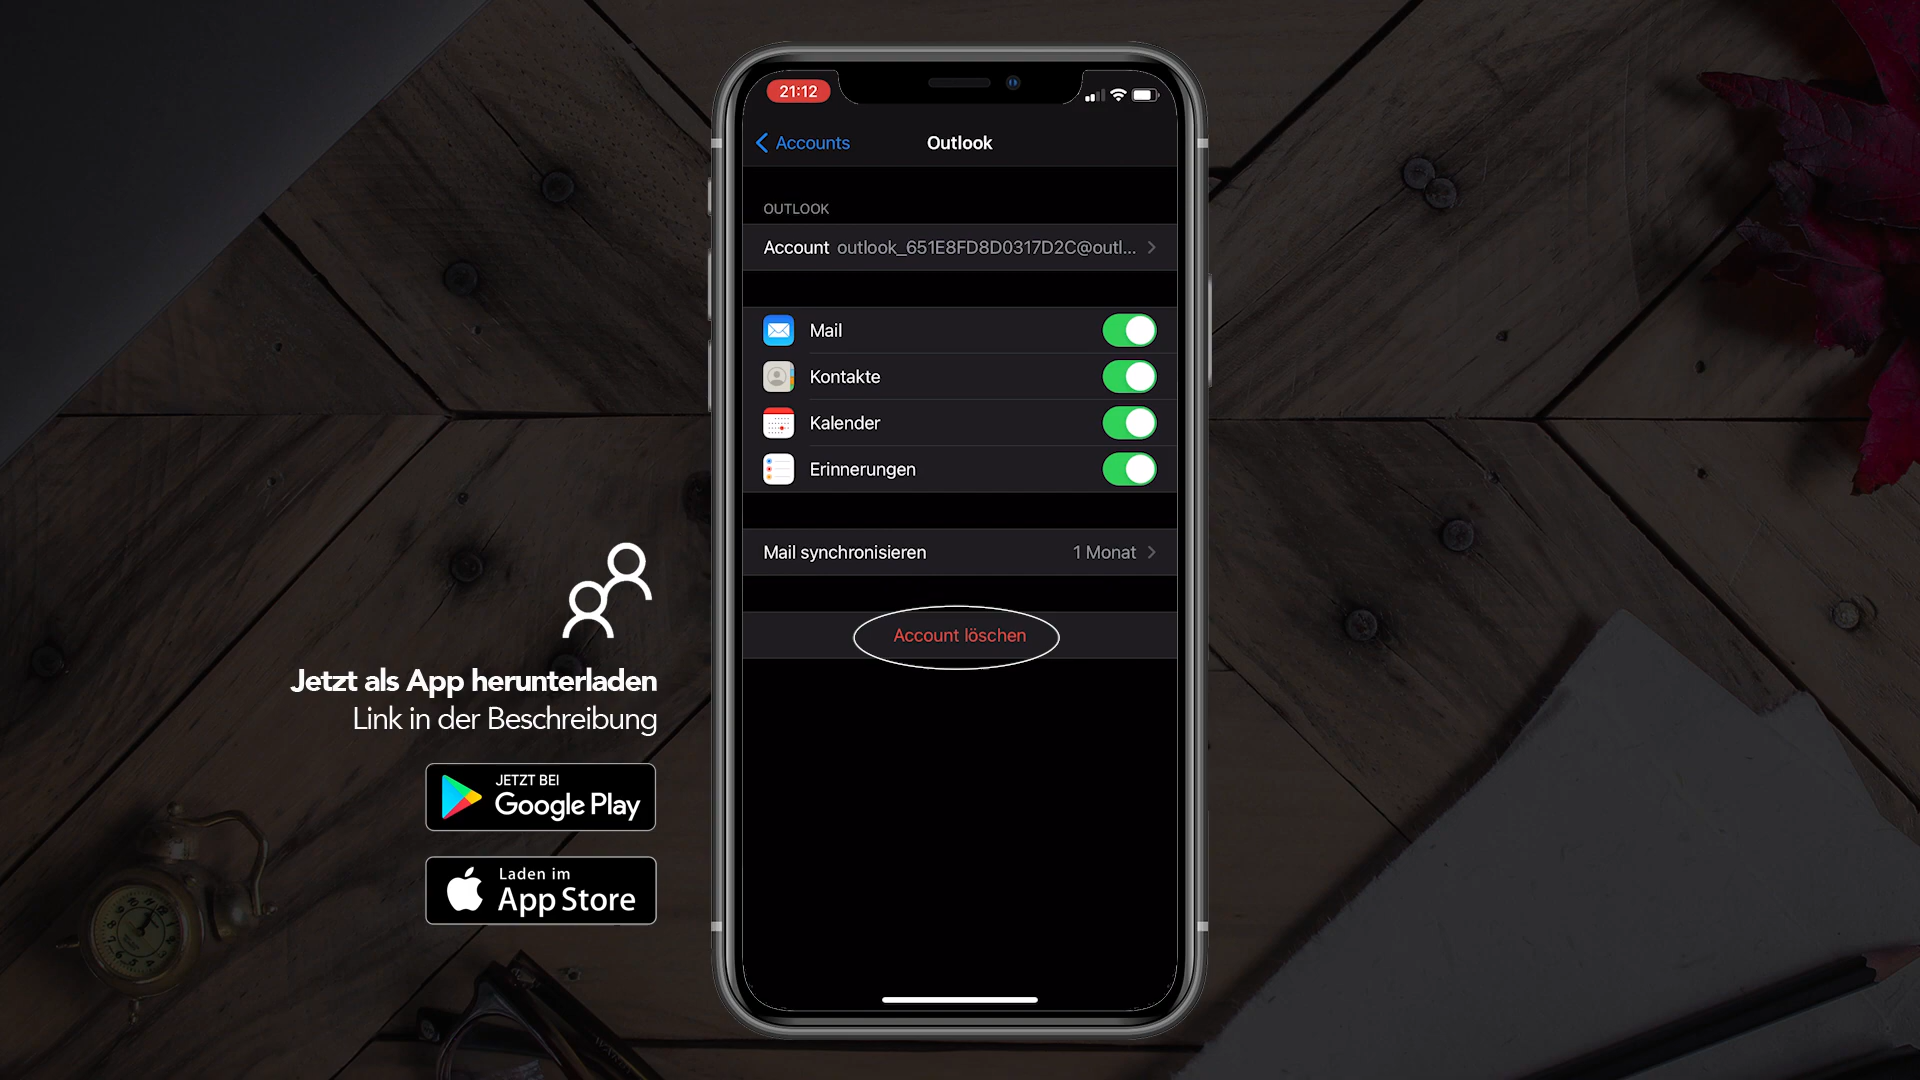 21:12
Accounts
Outlook
OUTLOOK
Account outlook_651E8FD8D0317D2C@outl...
Mail
Kontakte
Kalender
Erinnerungen
Mail synchronisieren 1 Monat
Account löschen
Jetzt als App herunterladen
Link in der Beschreibung
JETZT BEI
Google Play
Laden im
App Store